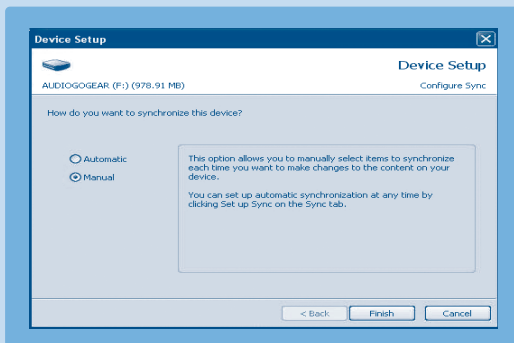 Device Setup
Device Setup
AUDIOGOGEAR (F:) (978.91 MB)
Configure Sync
How do you want to synchronize this device?
Automatic
Manual
This option allows you to manually select items to synchronize
each time you want to make changes to the content on your
device.
You can set up automatic synchronization at any time by
clicking Set up Sync on the Sync tab.
< Back
Finish
Cancel